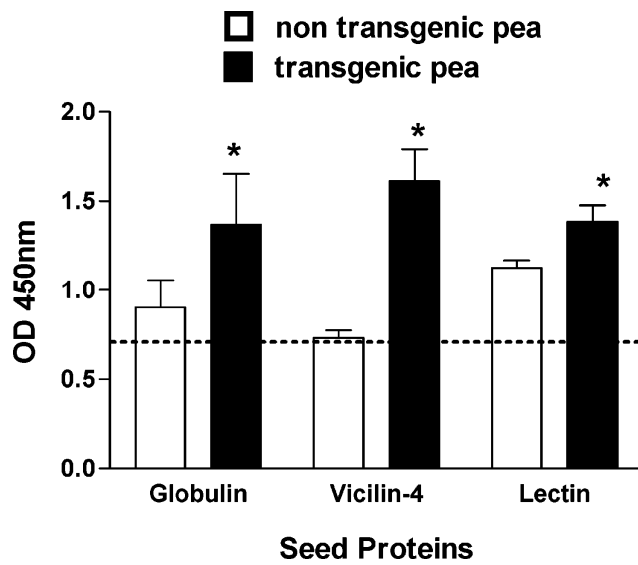 non transgenic pea
transgenic pea
2.0
1.5
1.0
0.5
0.0
OD 450nm
* * *
Globulin Vicilin-4 Lectin
Seed Proteins